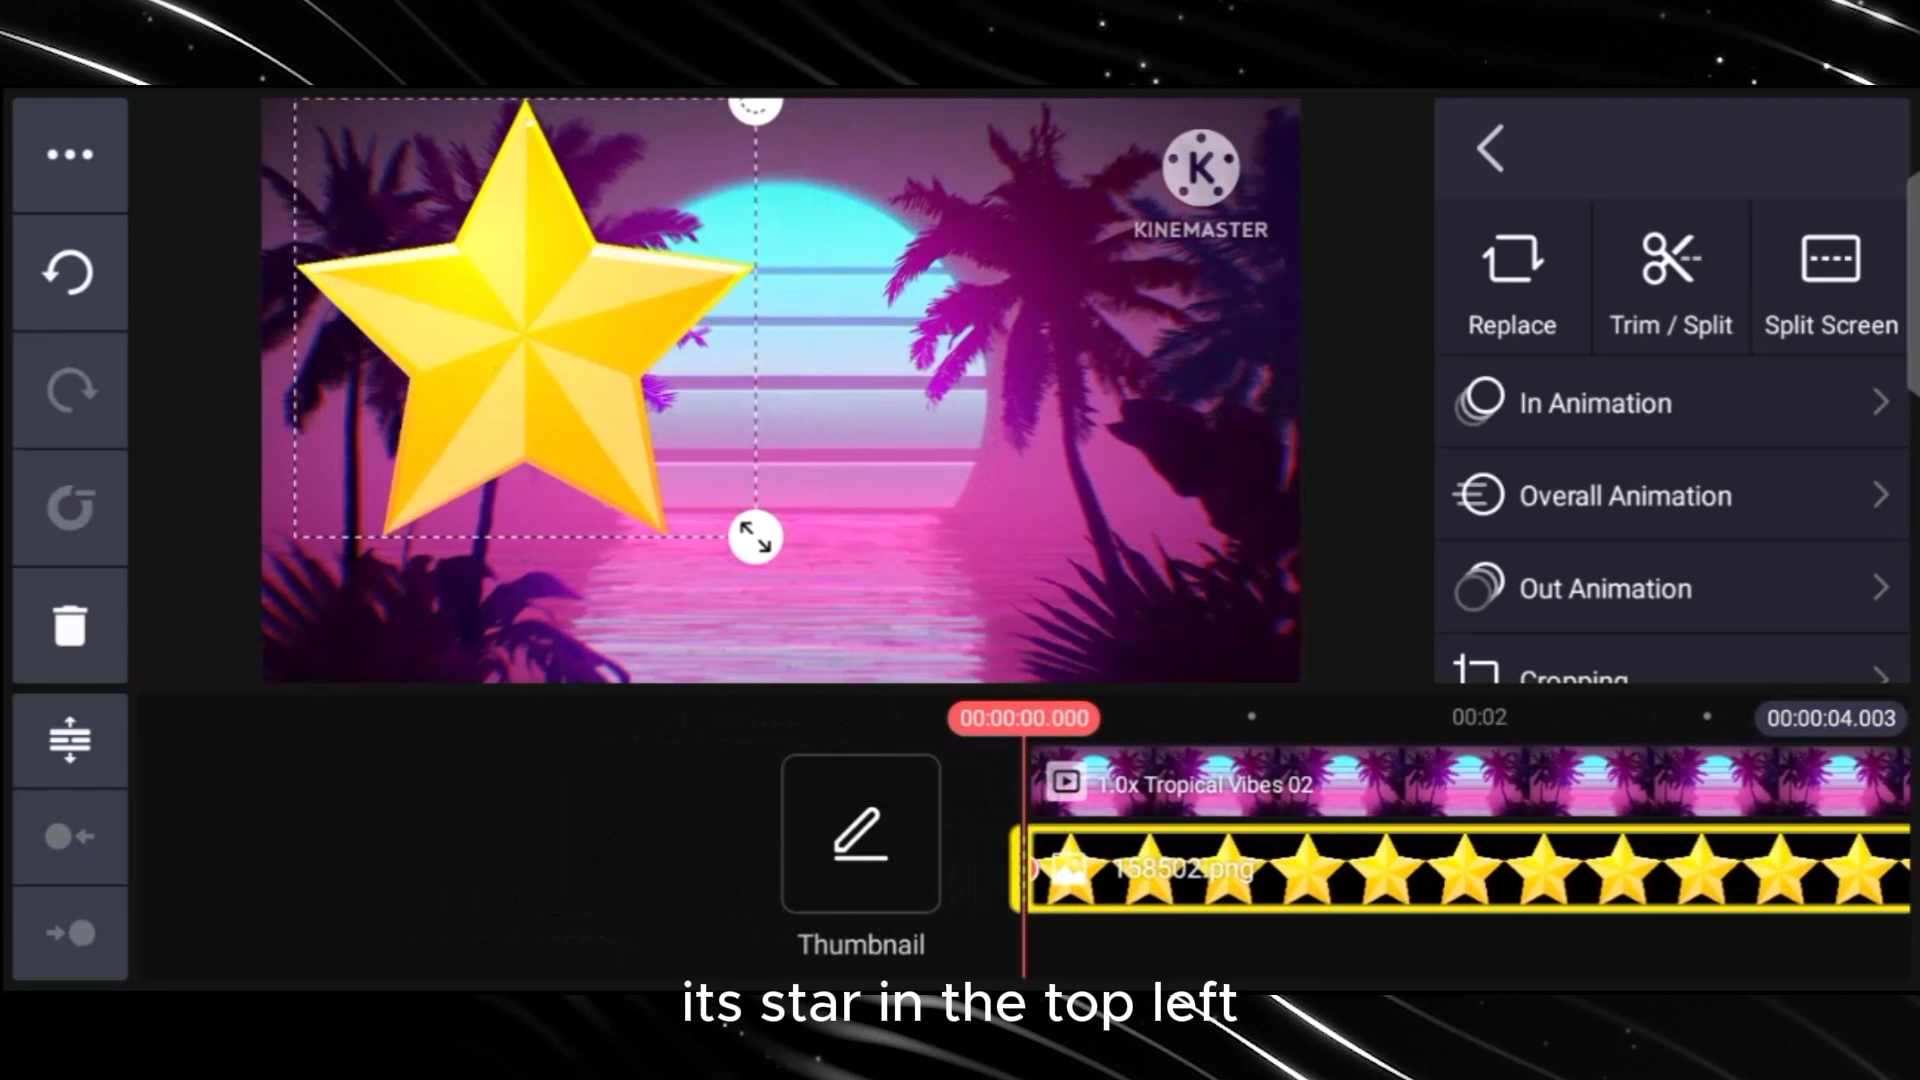 K
KINEMASTER
Replace
Trim / Split
Split Screen
In Animation
Overall Animation
Out Animation
Cropping
00:00:00.000
00:02
00:00:04.003
1.0x Tropical Vibes 02
158502.png
Thumbnail
its star in the top left